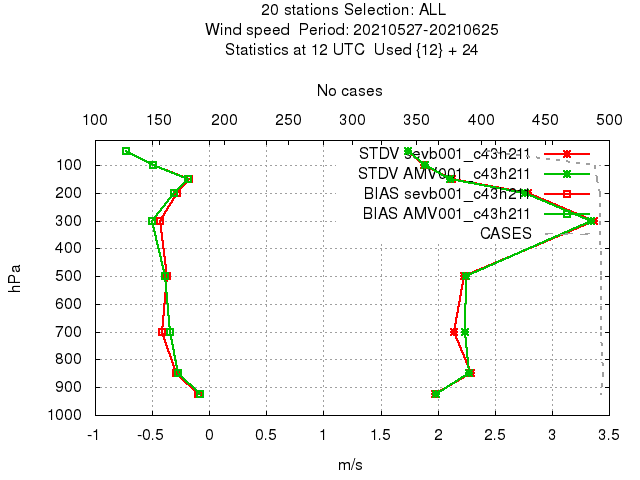 20 stations Selection: ALL
Wind speed  Period: 20210527-20210625
Statistics at 12 UTC  Used {12} + 24
No cases
100 150 200 250 300 350 400 450 500
STDV sevb001_c43h211
STDV AMV001_c43h211
BIAS sevb001_c43h211
BIAS AMV001_c43h211
CASES
hPa
100
200
300
400
500
600
700
800
900
1000
-1 -0.5 0 0.5 1 1.5 2 2.5 3 3.5
m/s